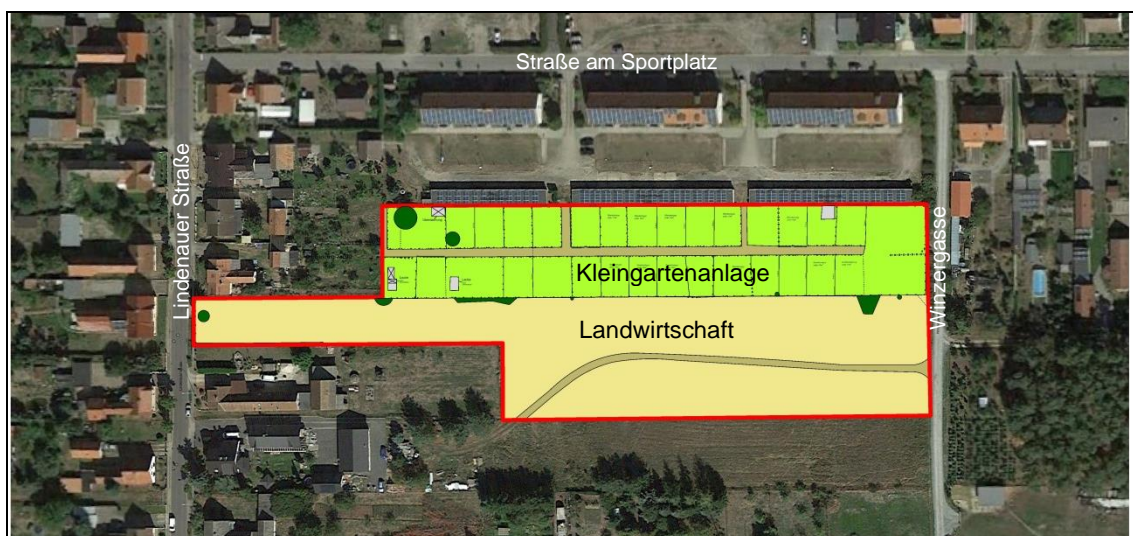 Straße am Sportplatz
Lindenauer Straße
Kleingartenanlage
Winzergasse
Landwirtschaft